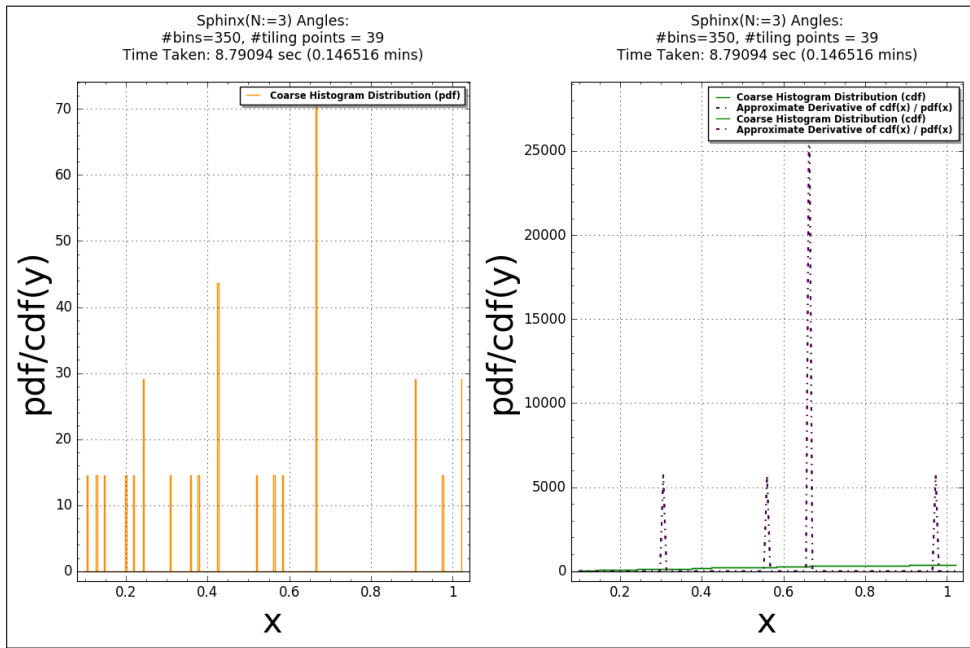 Sphinx(N:=3) Angles:
#bins=350, #tiling points = 39
Time Taken: 8.79094 sec (0.146516 mins)
Coarse Histogram Distribution (pdf)
70
60
50
40
30
20
10
0
0.2
0.4
0.6
0.8
1
pdf/cdf(y)
x
Sphinx(N:=3) Angles:
#bins=350, #tiling points = 39
Time Taken: 8.79094 sec (0.146516 mins)
Coarse Histogram Distribution (cdf)
Approximate Derivative of cdf(x) / pdf(x)
Coarse Histogram Distribution (cdf)
Approximate Derivative of cdf(x) / pdf(x)
25000
20000
15000
10000
5000
0
0.2
0.4
0.6
0.8
1
pdf/cdf(y)
x